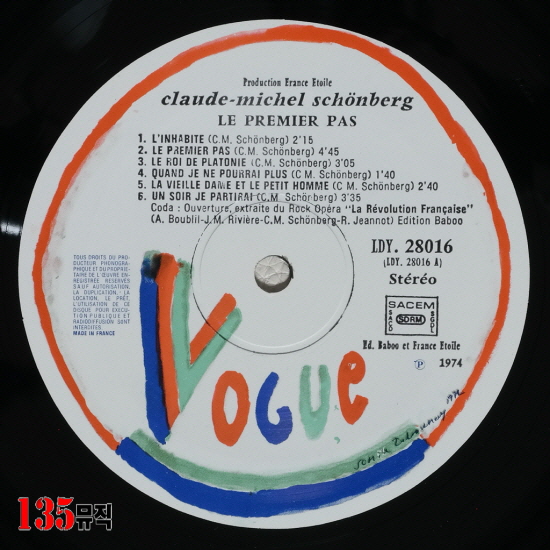 Production France Etoile
claude-michel schönberg
LE PREMIER PAS
1. L'INHABITE (C.M. Schönberg) 2'15
2. LE PREMIER PAS (C.M. Schönberg) 4'45
3. LE ROI DE PLATONIE (C.M. Schönberg) 3'05
4. QUAND JE NE POURRAI PLUS (C M. Schönberg) 1'40
5. LA VIEILLE DAME ET LE PETIT HOMME (C M. Schönberg) 2'40
6. UN SOIR JE PARTIRAI (C M. Schönberg) 3'35
Coda : Ouverture, extraite du Rock Opéra "La Révolution Française"
(A. Boublil-J.M. Rivière-C.M. Schönberg-R. Jeannot) Edition Baboo
LDY. 28016
(LDY. 28016 A)
Stéréo
TOUS DROITS DU PRO-
DUCTEUR PHONOGRA-
PHIQUE ET DU PROPRIE-
TAIRE DE L'ŒUVRE EN-
REGISTREE RESERVES
SAUF AUTORISATION,
LA DUPLICATION, LA
LOCATION, LE PRÊT,
L'UTILISATION DE CE
DISQUE POUR EXECU-
TION PUBLIQUE ET
RADIODIFFUSION SONT
INTERDITES
MADE IN FRANCE
SACEM
SACD
SDRM
SGDL
Ed. Baboo et France Etoile
℗ 1974
VOGUE
135뮤직